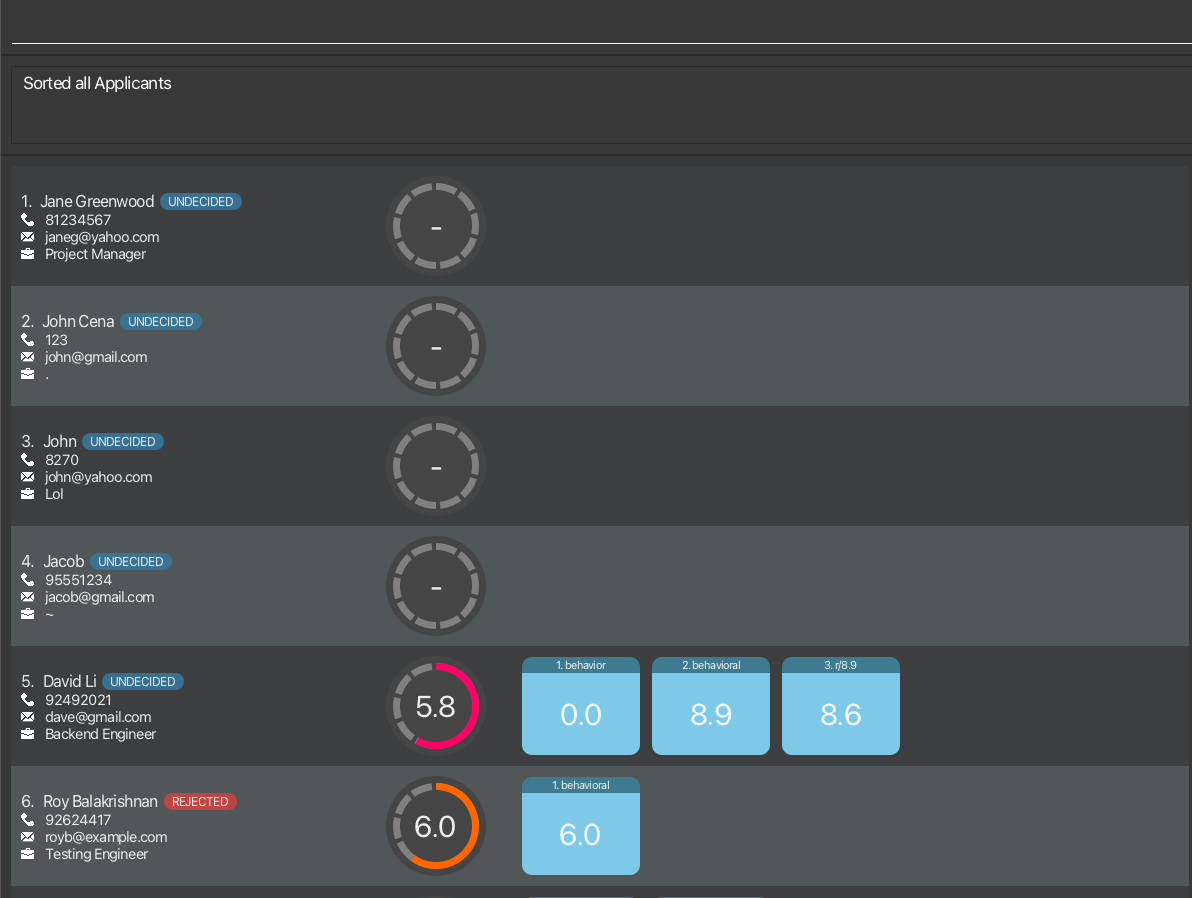 Sorted all Applicants
1. Jane Greenwood UNDECIDED
81234567
janeg@yahoo.com
Project Manager
-
2. John Cena UNDECIDED
123
john@gmail.com
.
-
3. John UNDECIDED
8270
john@yahoo.com
Lol
-
4. Jacob UNDECIDED
95551234
jacob@gmail.com
~
-
5. David Li UNDECIDED
92492021
dave@gmail.com
Backend Engineer
5.8
1. behavior
0.0
2. behavioral
8.9
3. r/8.9
8.6
6. Roy Balakrishnan REJECTED
92624417
royb@example.com
Testing Engineer
6.0
1. behavioral
6.0